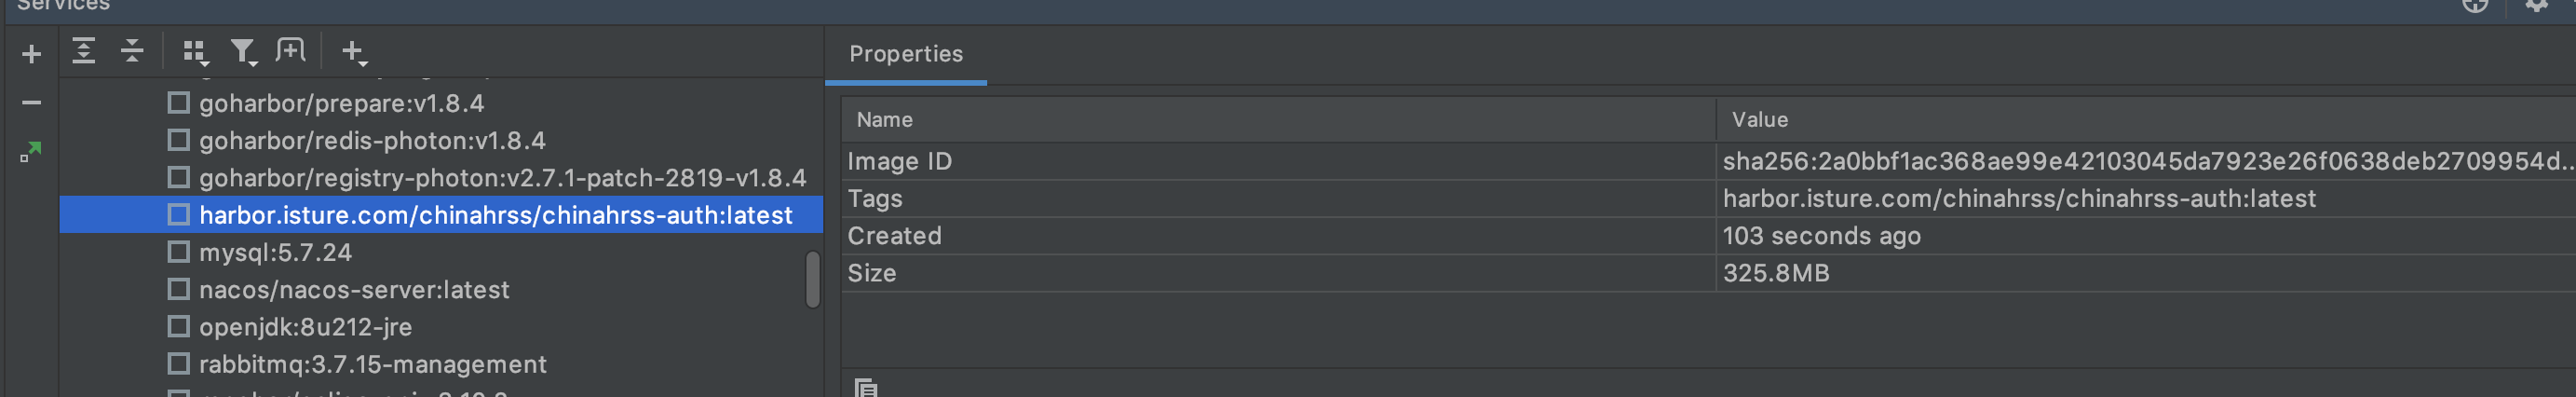 Services
goharbor/prepare:v1.8.4
goharbor/redis-photon:v1.8.4
goharbor/registry-photon:v2.7.1-patch-2819-v1.8.4
harbor.isture.com/chinahrss/chinahrss-auth:latest
mysql:5.7.24
nacos/nacos-server:latest
openjdk:8u212-jre
rabbitmq:3.7.15-management
Properties
Name Value
Image ID sha256:2a0bbf1ac368ae99e42103045da7923e26f0638deb2709954d..
Tags harbor.isture.com/chinahrss/chinahrss-auth:latest
Created 103 seconds ago
Size 325.8MB